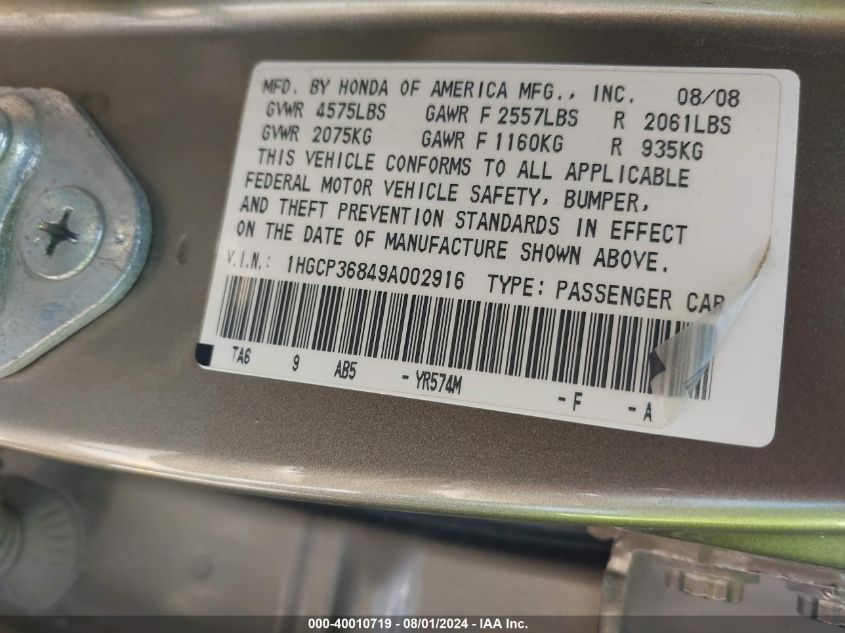 MFD. BY HONDA OF AMERICA MFG., INC. 08/08
GVWR 4575LBS GAWR F 2557LBS R 2061LBS
GVWR 2075KG GAWR F 1160KG R 935KG
THIS VEHICLE CONFORMS TO ALL APPLICABLE
FEDERAL MOTOR VEHICLE SAFETY, BUMPER,
AND THEFT PREVENTION STANDARDS IN EFFECT
ON THE DATE OF MANUFACTURE SHOWN ABOVE.
V.I.N.: 1HGCP36849A002916 TYPE: PASSENGER CAR
TA6 9 AB5 - YR574M - F - A
000-40010719 - 08/01/2024 - IAA Inc.